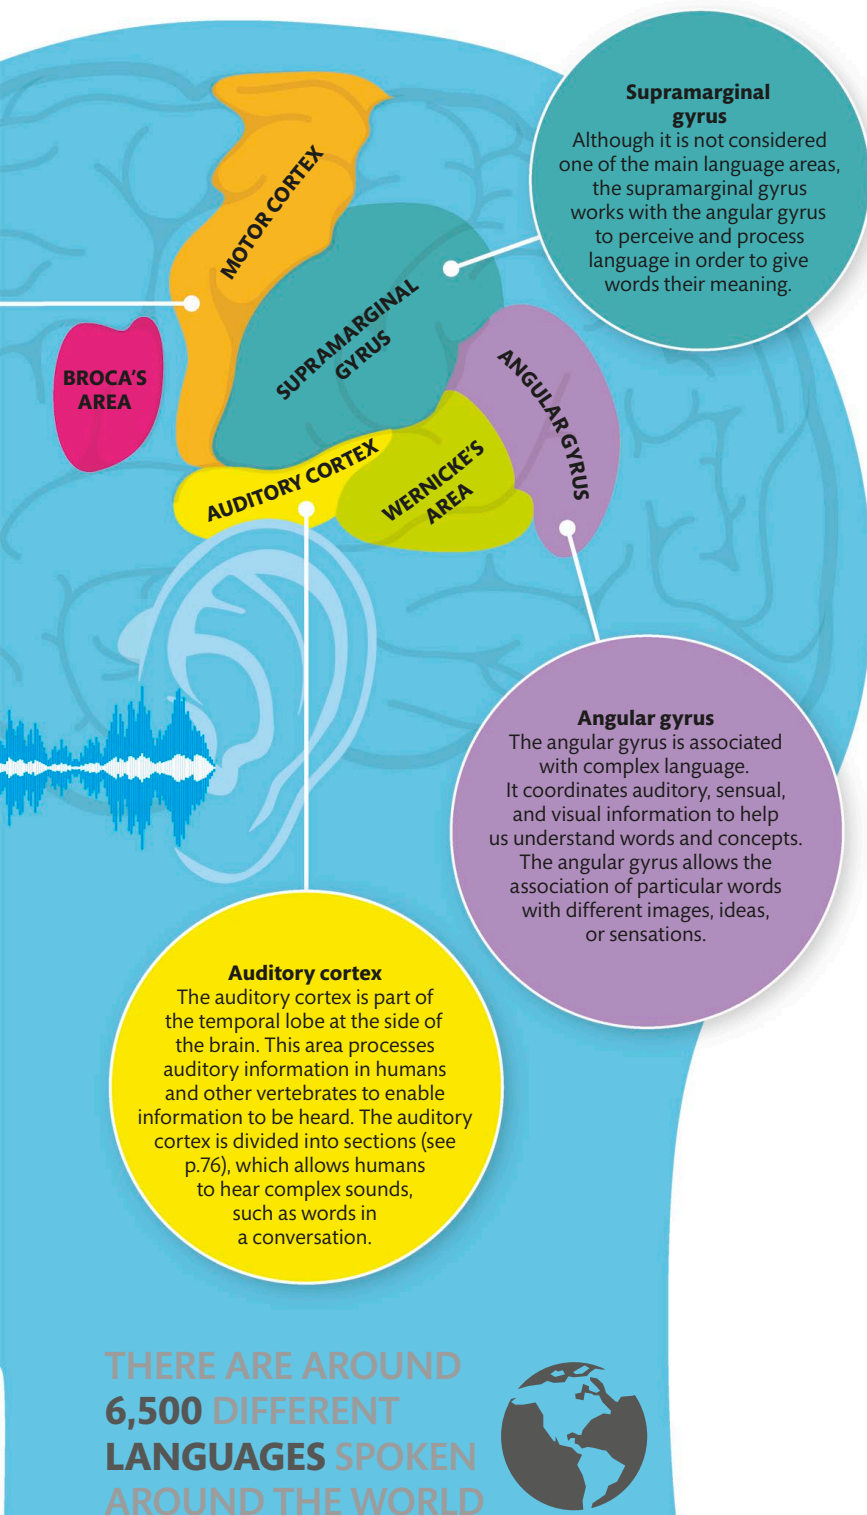 Supramarginal
gyrus
Although it is not considered
one of the main language areas,
the supramarginal gyrus
works with the angular gyrus
to perceive and process
language in order to give
words their meaning.
MOTOR CORTEX
SUPRAMARGINAL
GYRUS
BROCA'S
AREA
ANGULAR GYRUS
AUDITORY CORTEX
WERNICKE'S
AREA
Angular gyrus
The angular gyrus is associated
with complex language.
It coordinates auditory, sensual,
and visual information to help
us understand words and concepts.
The angular gyrus allows the
association of particular words
with different images, ideas,
or sensations.
Auditory cortex
The auditory cortex is part of
the temporal lobe at the side of
the brain. This area processes
auditory information in humans
and other vertebrates to enable
information to be heard. The auditory
cortex is divided into sections (see
p.76), which allows humans
to hear complex sounds,
such as words in
a conversation.
THERE ARE AROUND
6,500 DIFFERENT
LANGUAGES SPOKEN
AROUND THE WORLD